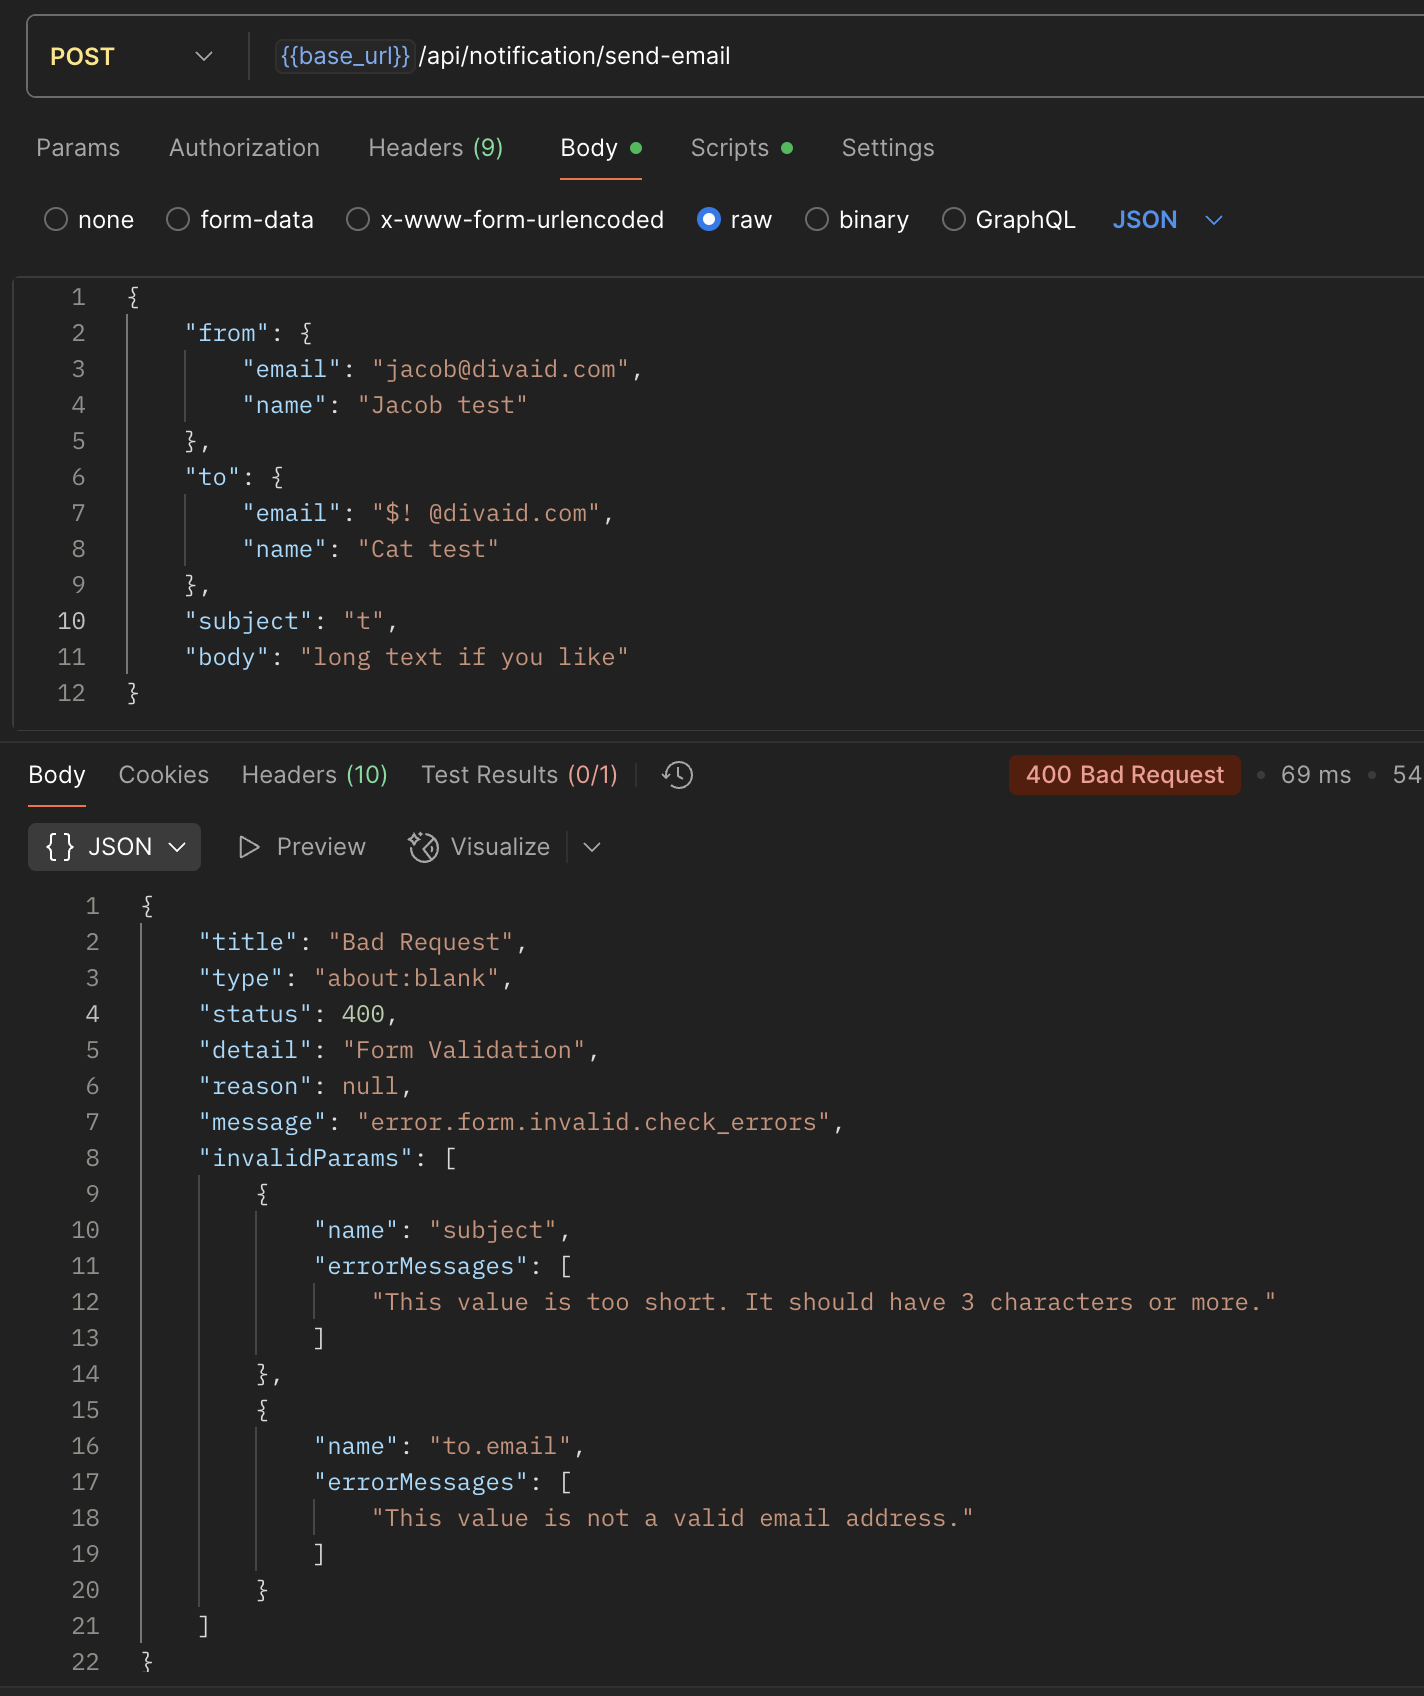 POST {{base_url}}/api/notification/send-email
Params Authorization Headers (9) Body Scripts Settings
none form-data x-www-form-urlencoded raw binary GraphQL JSON
1 {
2 "from": {
3 "email": "jacob@divaid.com",
4 "name": "Jacob test"
5 },
6 "to": {
7 "email": "$! @divaid.com",
8 "name": "Cat test"
9 },
10 "subject": "t",
11 "body": "long text if you like"
12 }
Body Cookies Headers (10) Test Results (0/1) 400 Bad Request • 69 ms • 54
{} JSON Preview Visualize
1 {
2 "title": "Bad Request",
3 "type": "about:blank",
4 "status": 400,
5 "detail": "Form Validation",
6 "reason": null,
7 "message": "error.form.invalid.check_errors",
8 "invalidParams": [
9 {
10 "name": "subject",
11 "errorMessages": [
12 "This value is too short. It should have 3 characters or more."
13 ]
14 },
15 {
16 "name": "to.email",
17 "errorMessages": [
18 "This value is not a valid email address."
19 ]
20 }
21 ]
22 }